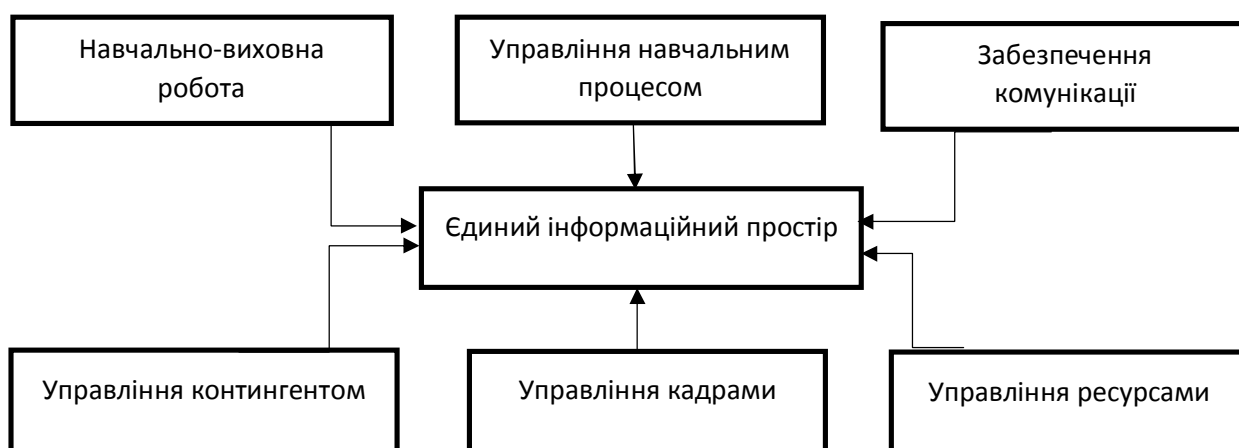 Навчально-виховна
робота
Управління навчальним
процесом
Забезпечення
комунікації
Єдиний інформаційний простір
Управління контингентом
Управління кадрами
Управління ресурсами